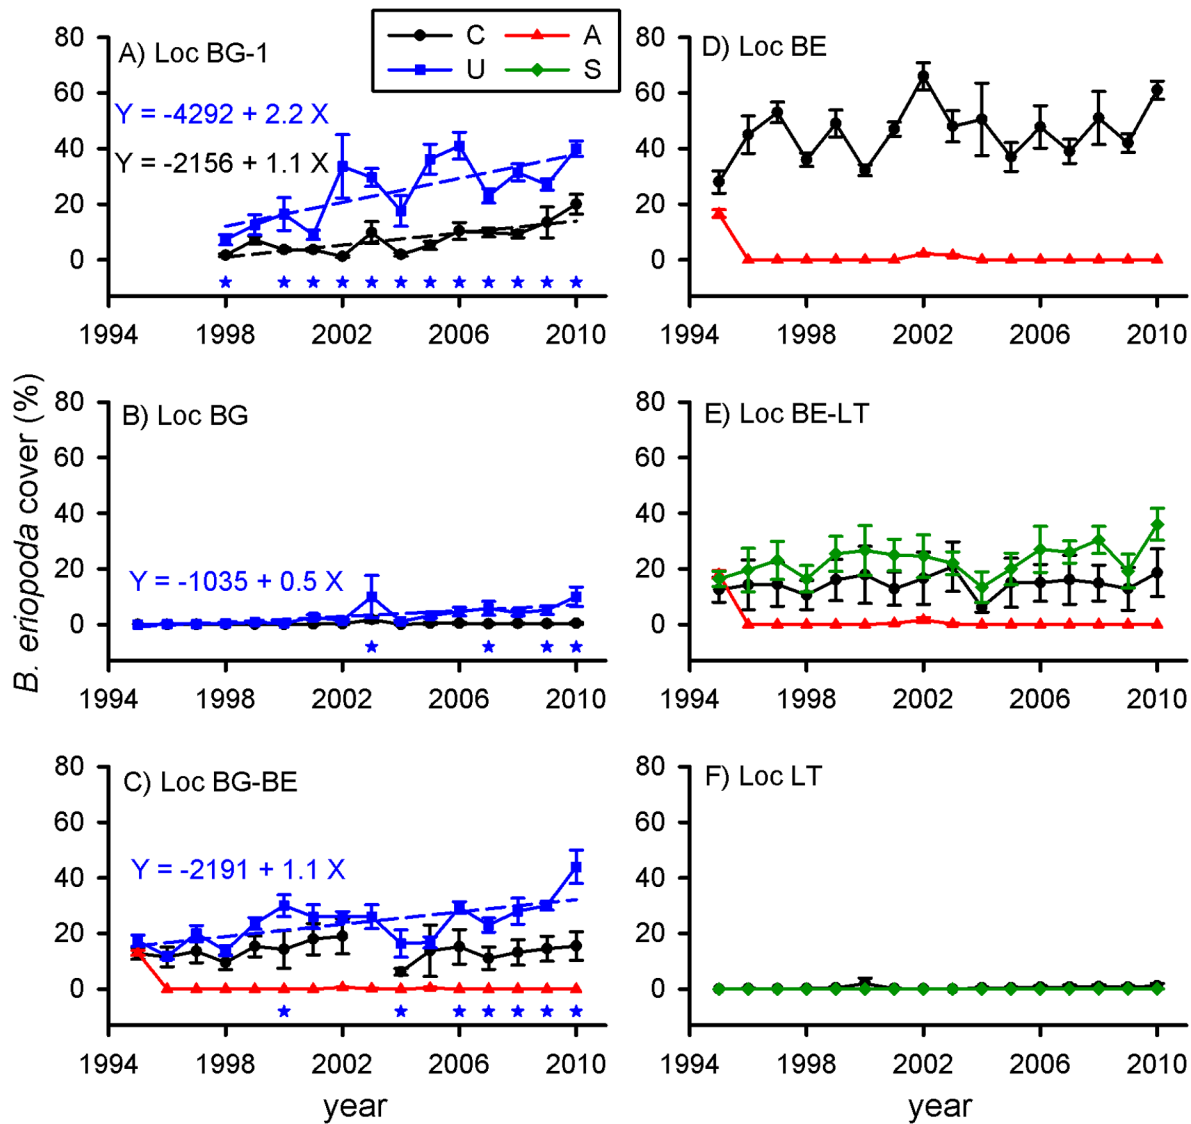 C A
U S
A) Loc BG-1
Y = -4292 + 2.2 X
Y = -2156 + 1.1 X
80
60
40
20
0
1994 1998 2002 2006 2010
D) Loc BE
80
60
40
20
0
1994 1998 2002 2006 2010
B. eriopoda cover (%)
B) Loc BG
Y = -1035 + 0.5 X
80
60
40
20
0
1994 1998 2002 2006 2010
E) Loc BE-LT
80
60
40
20
0
1994 1998 2002 2006 2010
C) Loc BG-BE
Y = -2191 + 1.1 X
80
60
40
20
0
1994 1998 2002 2006 2010
year
F) Loc LT
80
60
40
20
0
1994 1998 2002 2006 2010
year